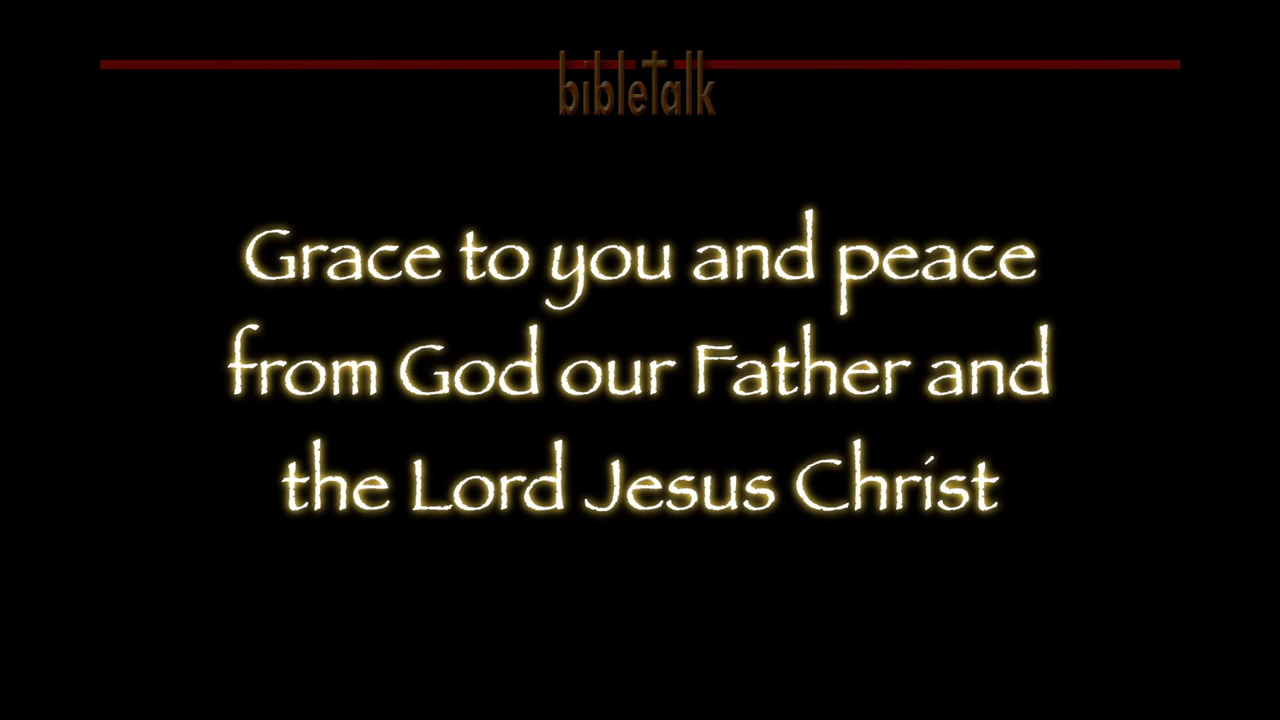 bibleTalk
Grace to you and peace
from God our Father and
the Lord Jesus Christ